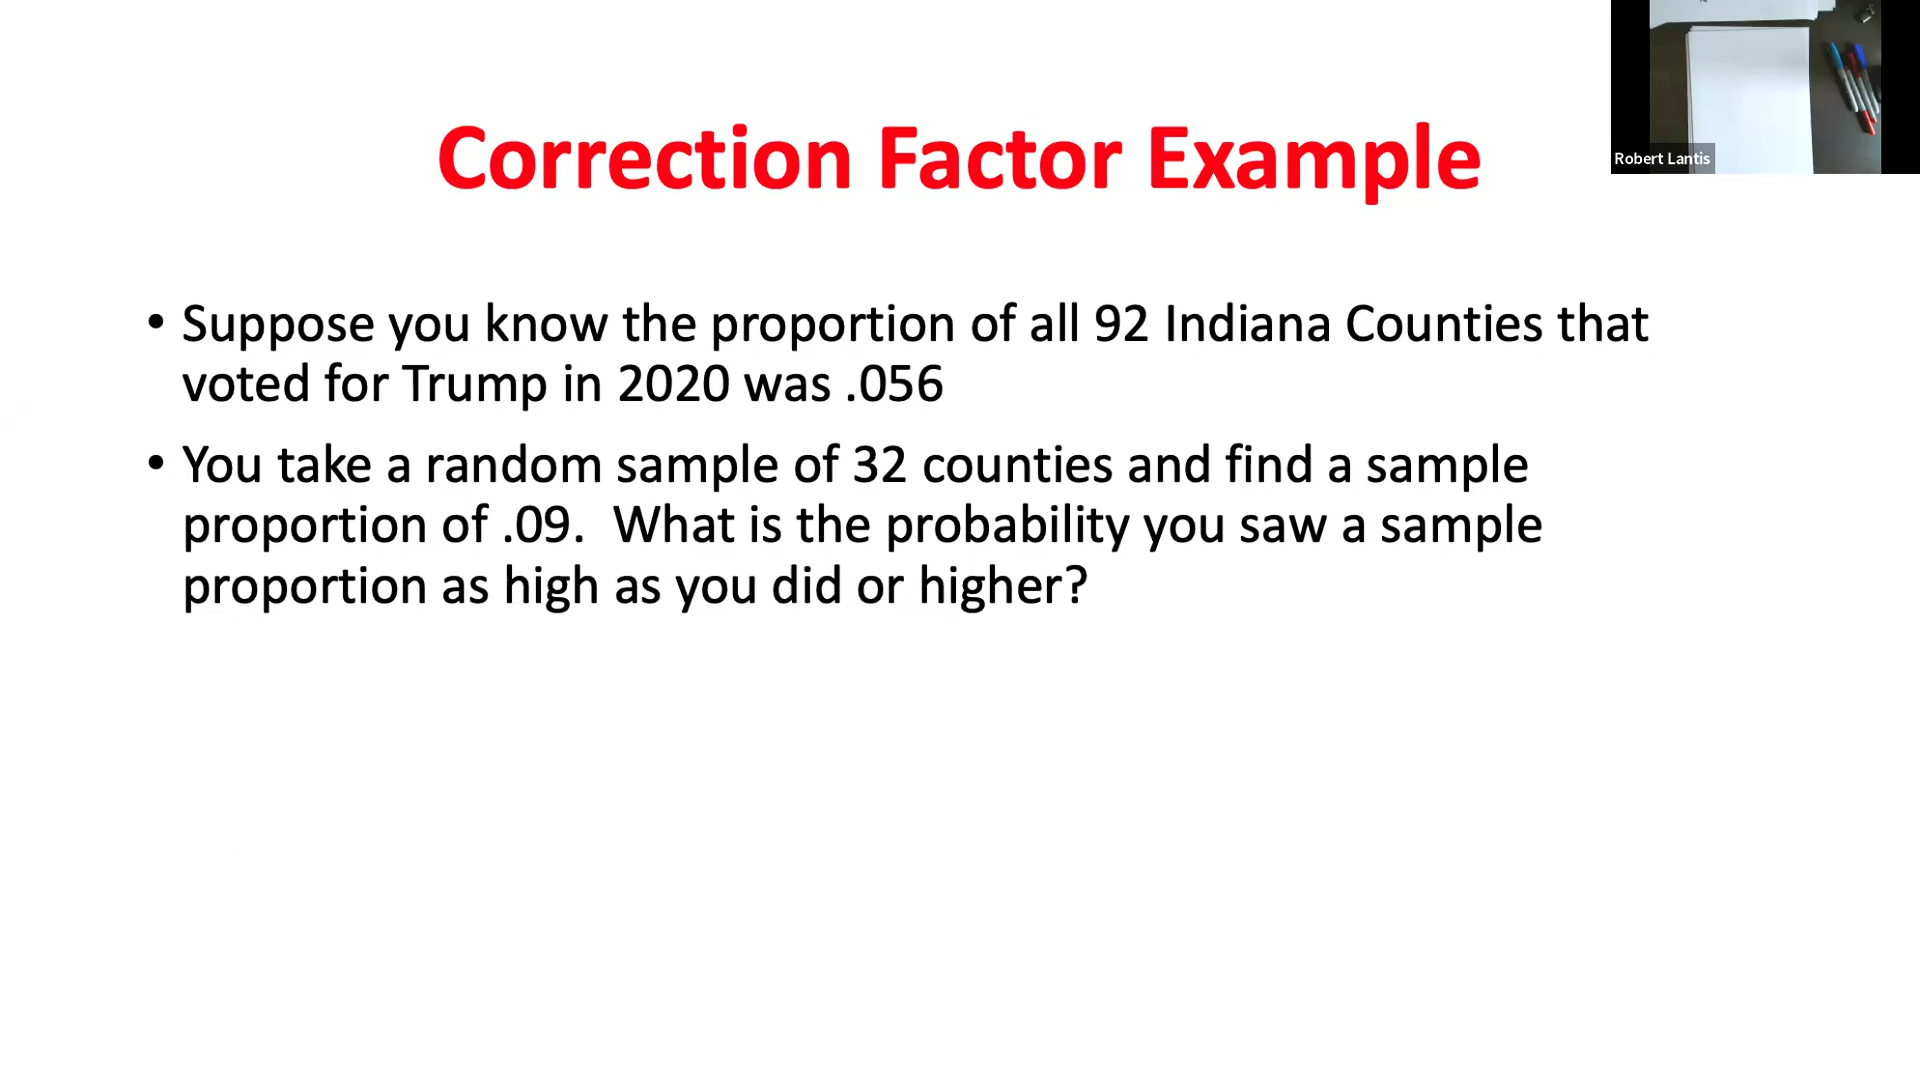 Correction Factor Example
Robert Lantis
• Suppose you know the proportion of all 92 Indiana Counties that
voted for Trump in 2020 was .056
• You take a random sample of 32 counties and find a sample
proportion of .09.  What is the probability you saw a sample
proportion as high as you did or higher?